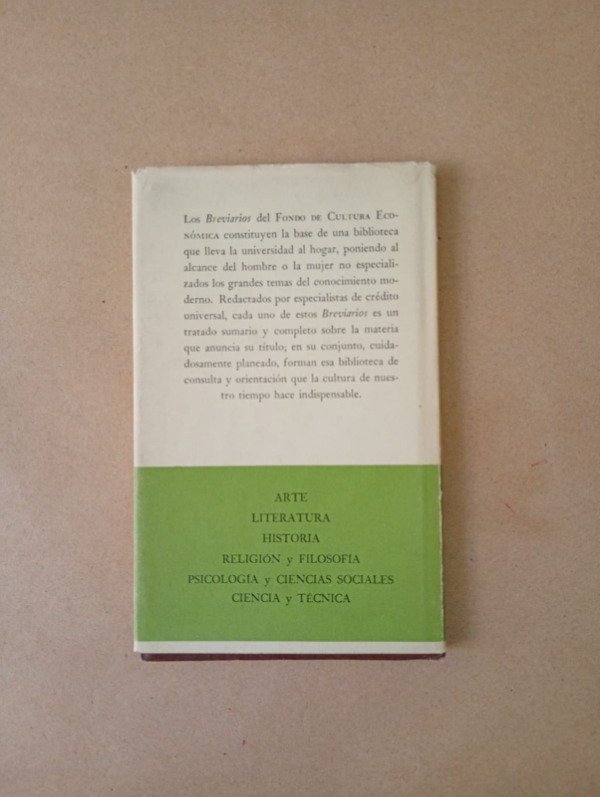 Los Breviarios del FONDO DE CULTURA ECO-
NÓMICA constituyen la base de una biblioteca
que lleva la universidad al hogar, poniendo al
alcance del hombre o la mujer no especiali-
zados los grandes temas del conocimiento mo-
derno. Redactados por especialistas de crédito
universal, cada uno de estos Breviarios es un
tratado sumario y completo sobre la materia
que anuncia su título; en su conjunto, cuida-
dosamente planeado, forman esa biblioteca de
consulta y orientación que la cultura de nues-
tro tiempo hace indispensable.
ARTE
LITERATURA
HISTORIA
RELIGIÓN y FILOSOFÍA
PSICOLOGÍA y CIENCIAS SOCIALES
CIENCIA y TÉCNICA